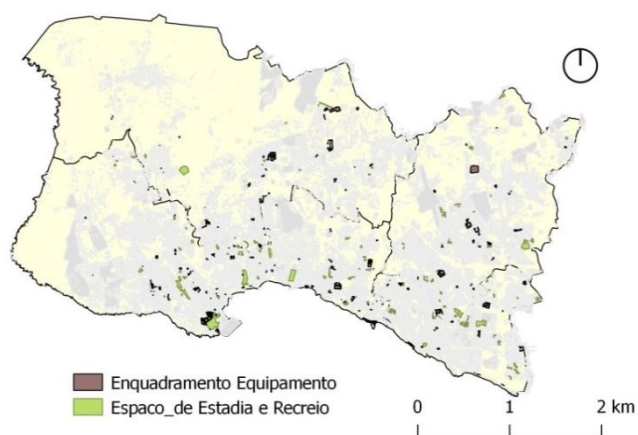 Enquadramento Equipamento
Espaco_de Estadia e Recreio
0 1 2 km